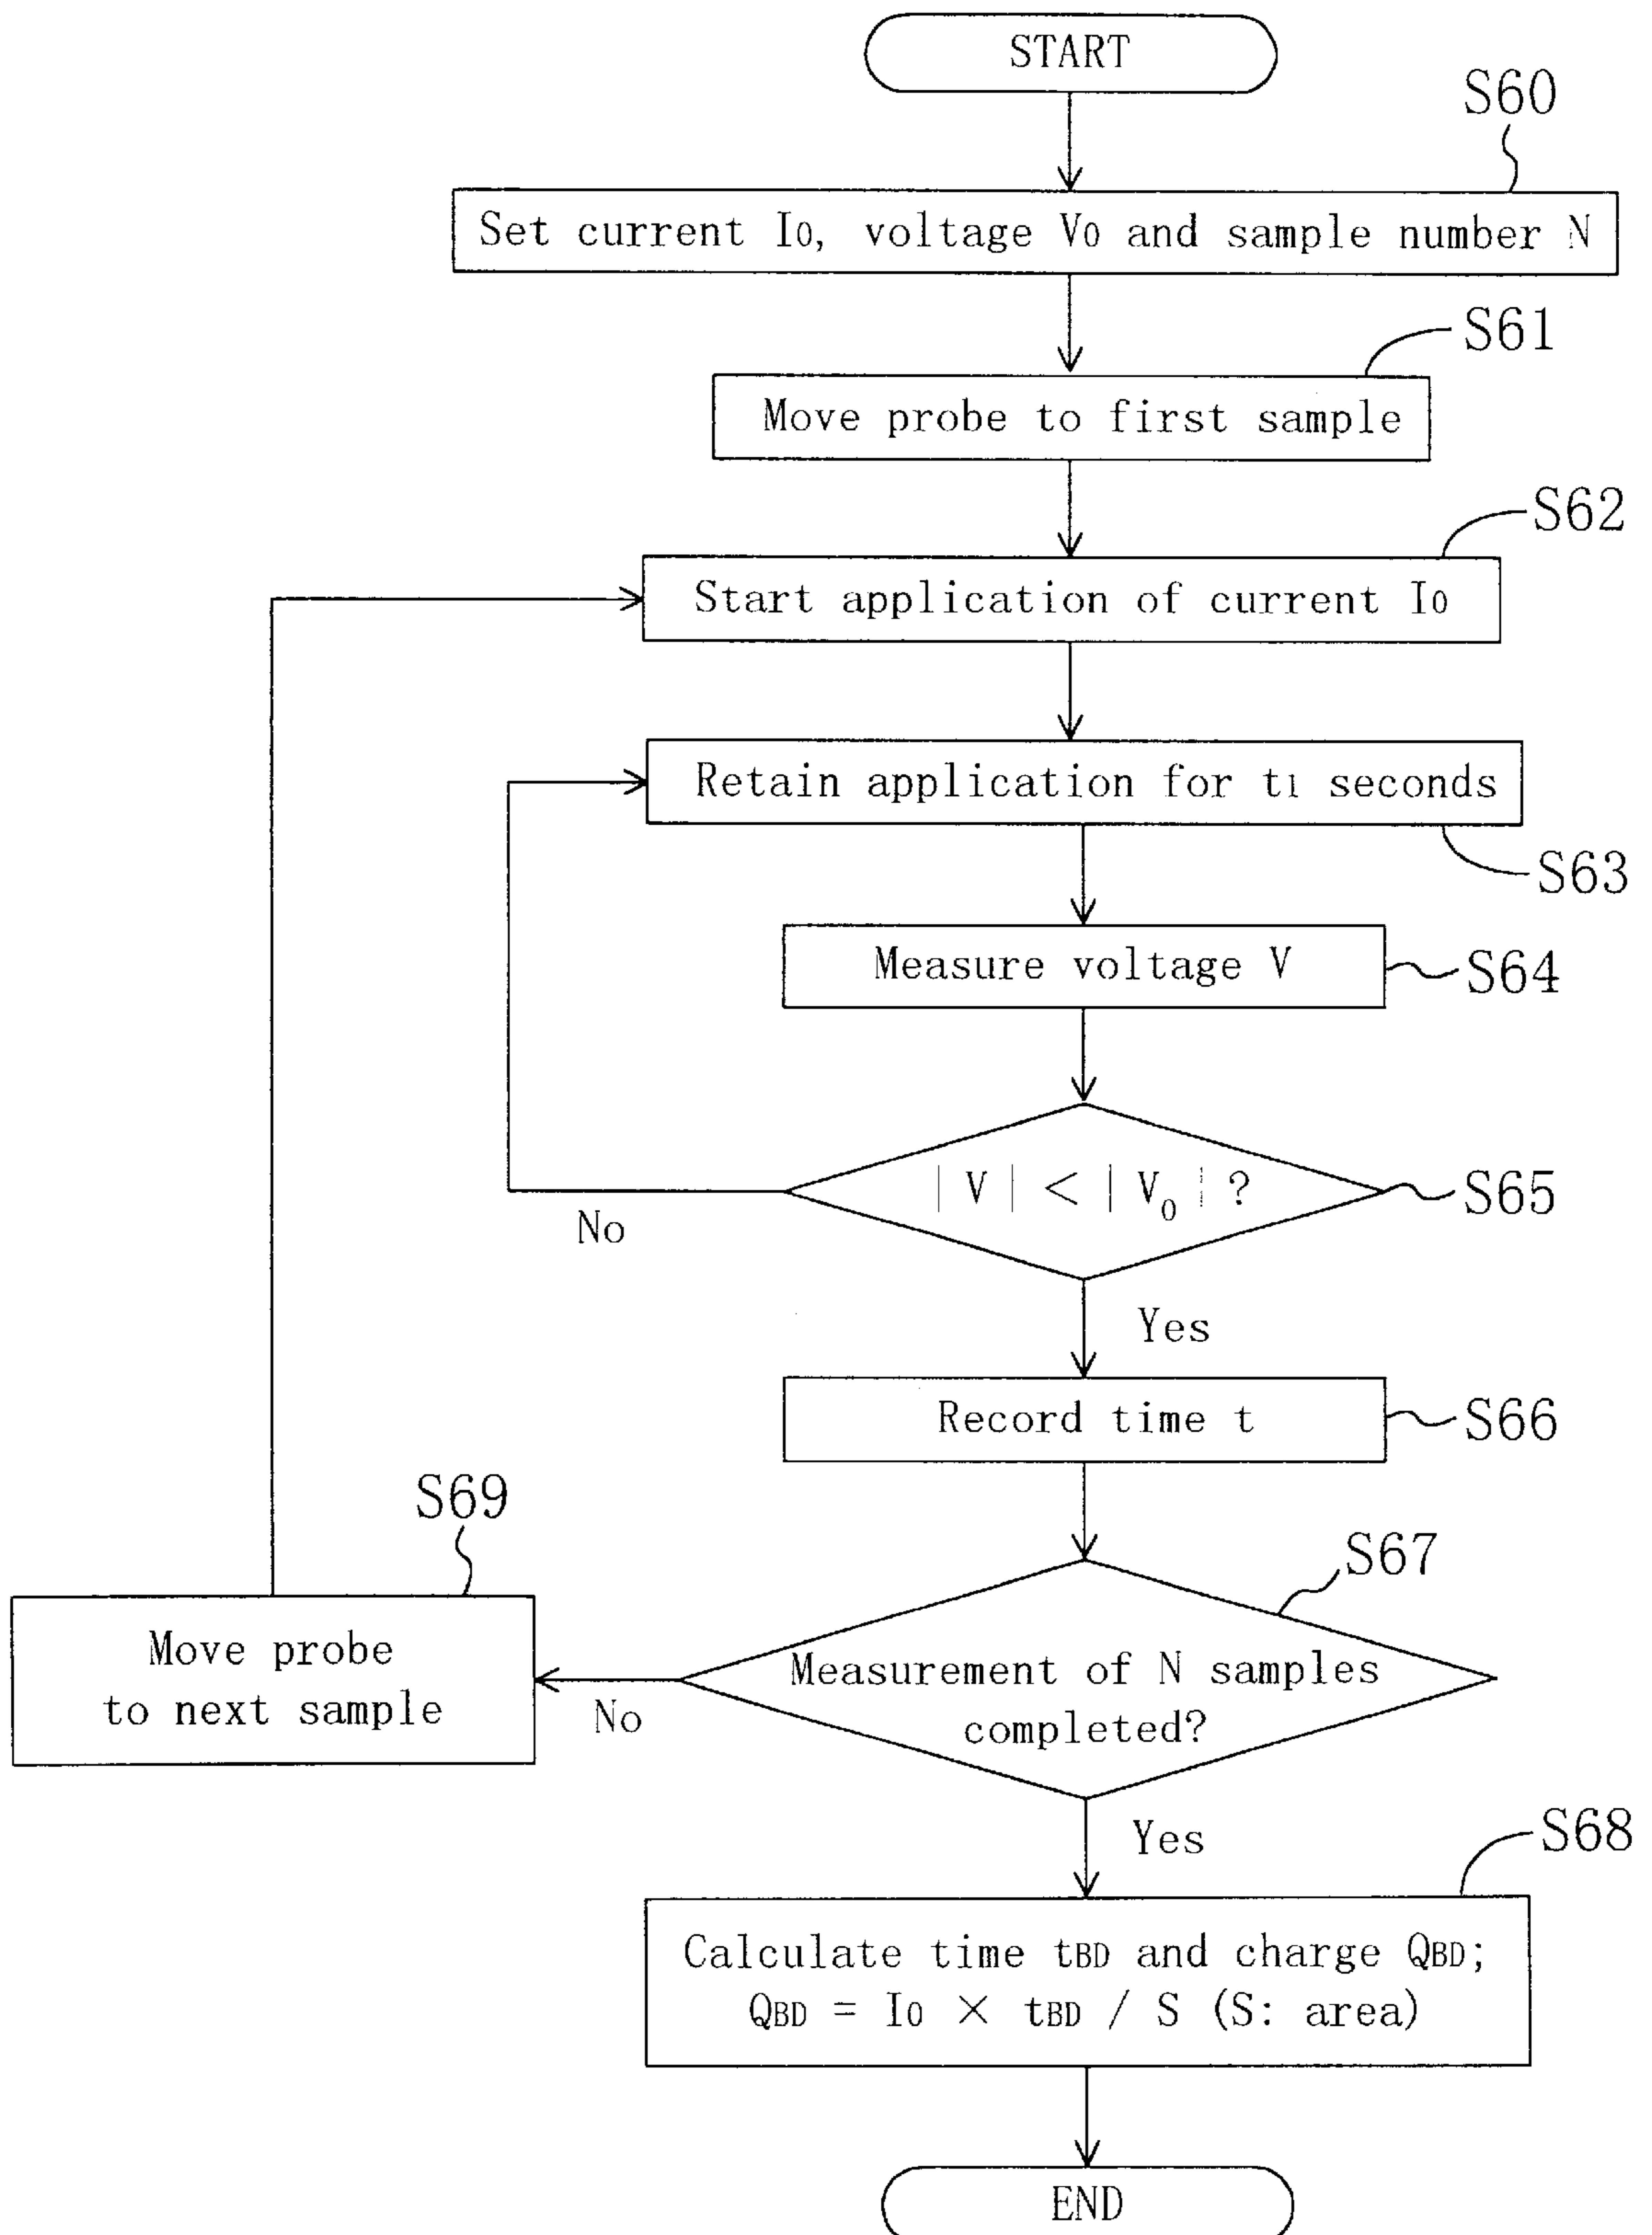 START
S60
Set current I0, voltage V0 and sample number N
S61
Move probe to first sample
S62
Start application of current I0
Retain application for t1 seconds
S63
Measure voltage V
S64
| V | < | V0 | ?
S65
No
Yes
Record time t
S66
S69
S67
Move probe
to next sample
No
Measurement of N samples
completed?
Yes
S68
Calculate time tBD and charge QBD;
QBD = I0 × tBD / S (S: area)
END